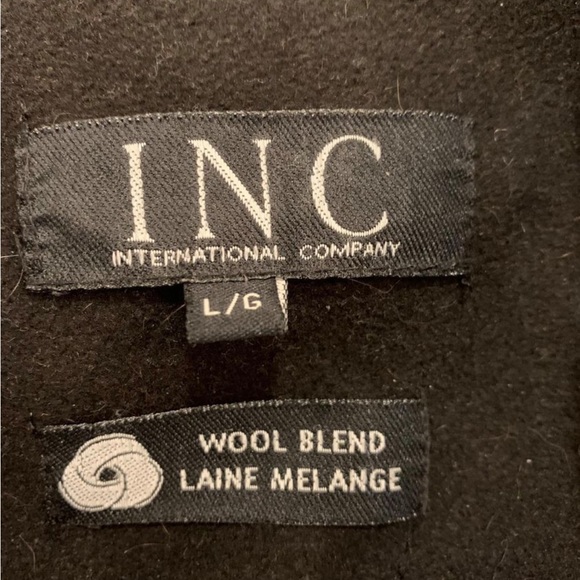 INC
INTERNATIONAL COMPANY
L/G
WOOL BLEND
LAINE MELANGE